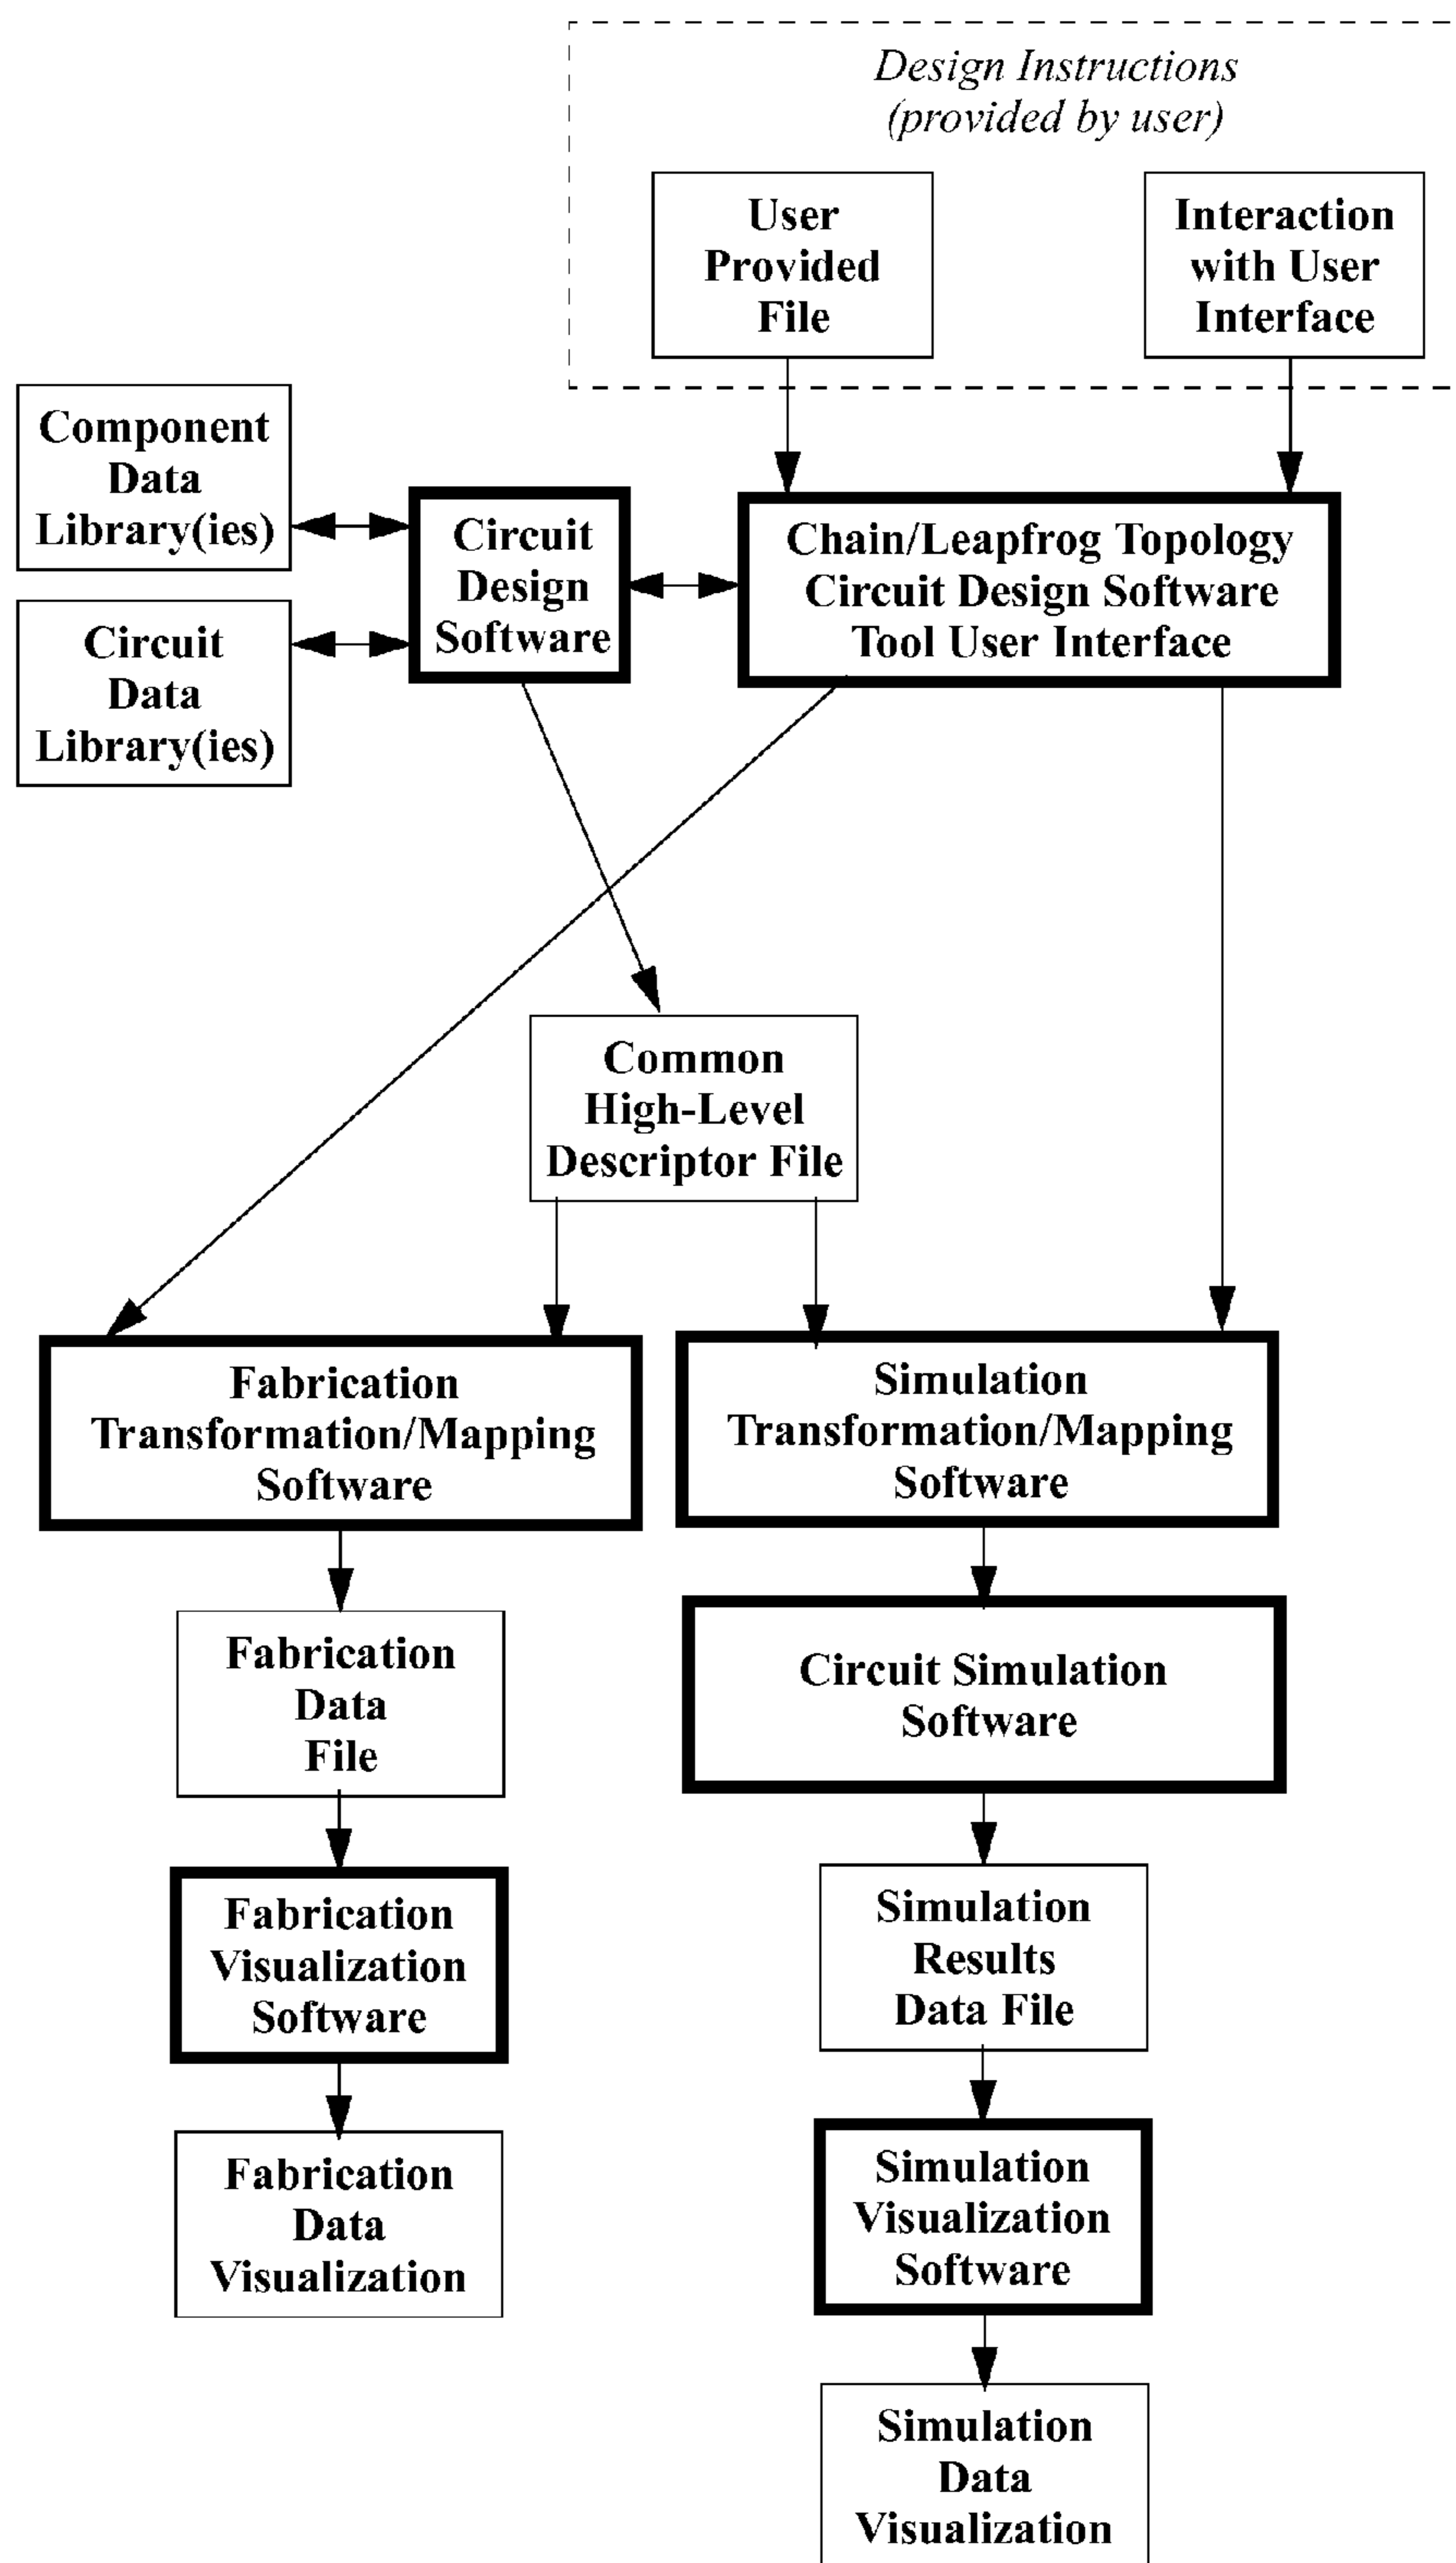 Design Instructions
(provided by user)
User
Provided
File
Interaction
with User
Interface
Component
Data
Library(ies)
Circuit
Data
Library(ies)
Circuit
Design
Software
Chain/Leapfrog Topology
Circuit Design Software
Tool User Interface
Common
High-Level
Descriptor File
Fabrication
Transformation/Mapping
Software
Simulation
Transformation/Mapping
Software
Fabrication
Data
File
Circuit Simulation
Software
Fabrication
Visualization
Software
Simulation
Results
Data File
Fabrication
Data
Visualization
Simulation
Visualization
Software
Simulation
Data
Visualization